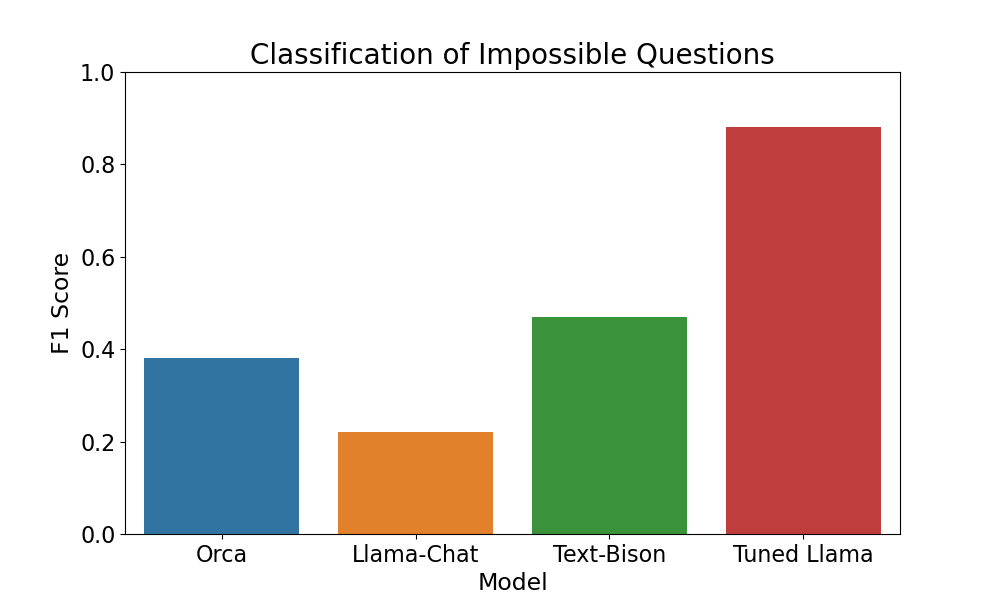 Classification of Impossible Questions
1.0
0.8
0.6
0.4
0.2
0.0
F1 Score
Orca
Llama-Chat
Text-Bison
Tuned Llama
Model